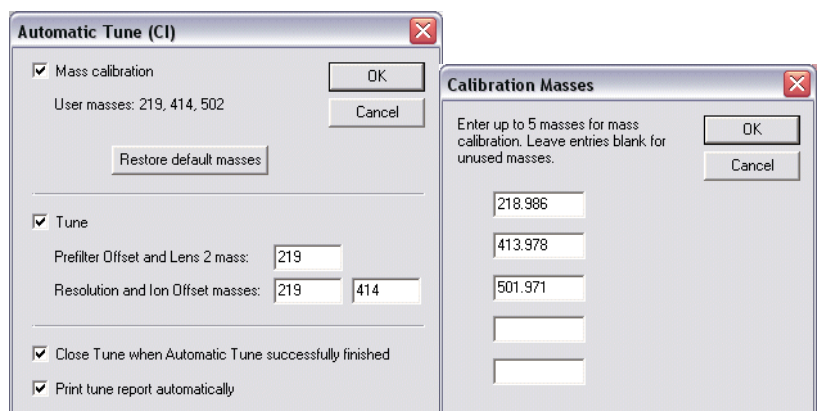 Automatic Tune (CI)
Mass calibration
OK
User masses: 219, 414, 502
Cancel
Restore default masses
Tune
Prefilter Offset and Lens 2 mass: 219
Resolution and Ion Offset masses: 219 414
Close Tune when Automatic Tune successfully finished
Print tune report automatically
Calibration Masses
Enter up to 5 masses for mass
calibration. Leave entries blank for
unused masses.
OK
Cancel
218.986
413.978
501.971